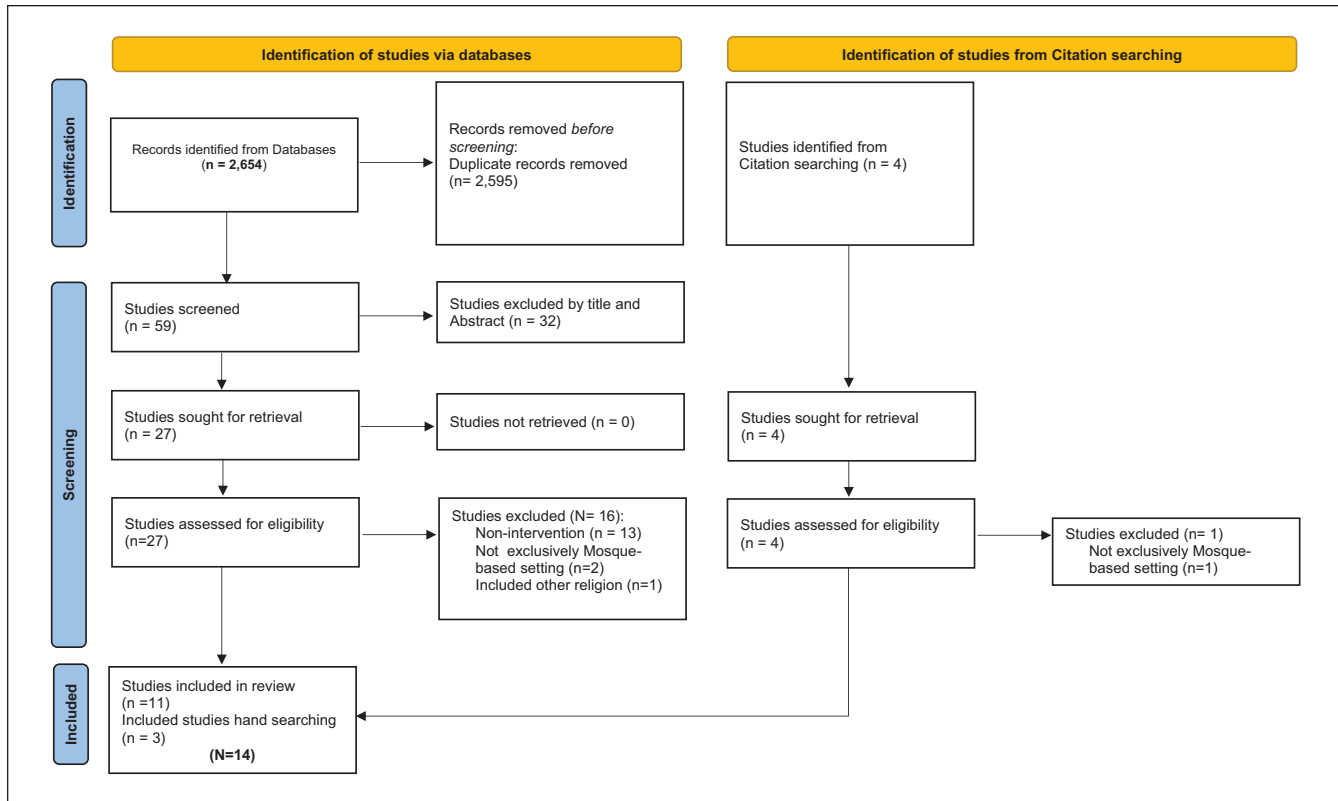 Identification of studies via databases
Identification of studies from Citation searching
Identification
Records identified from Databases
(n = 2,654)
Records removed before
screening:
Duplicate records removed
(n= 2,595)
Studies identified from
Citation searching (n = 4)
Screening
Studies screened
(n = 59)
Studies excluded by title and
Abstract (n = 32)
Studies sought for retrieval
(n = 27)
Studies not retrieved (n = 0)
Studies sought for retrieval
(n = 4)
Studies assessed for eligibility
(n=27)
Studies excluded (N= 16):
Non-intervention (n = 13)
Not exclusively Mosque-
based setting (n=2)
Included other religion (n=1)
Studies assessed for eligibility
(n = 4)
Studies excluded (n= 1)
Not exclusively Mosque-
based setting (n=1)
Included
Studies included in review
(n =11)
Included studies hand searching
(n = 3)
(N=14)